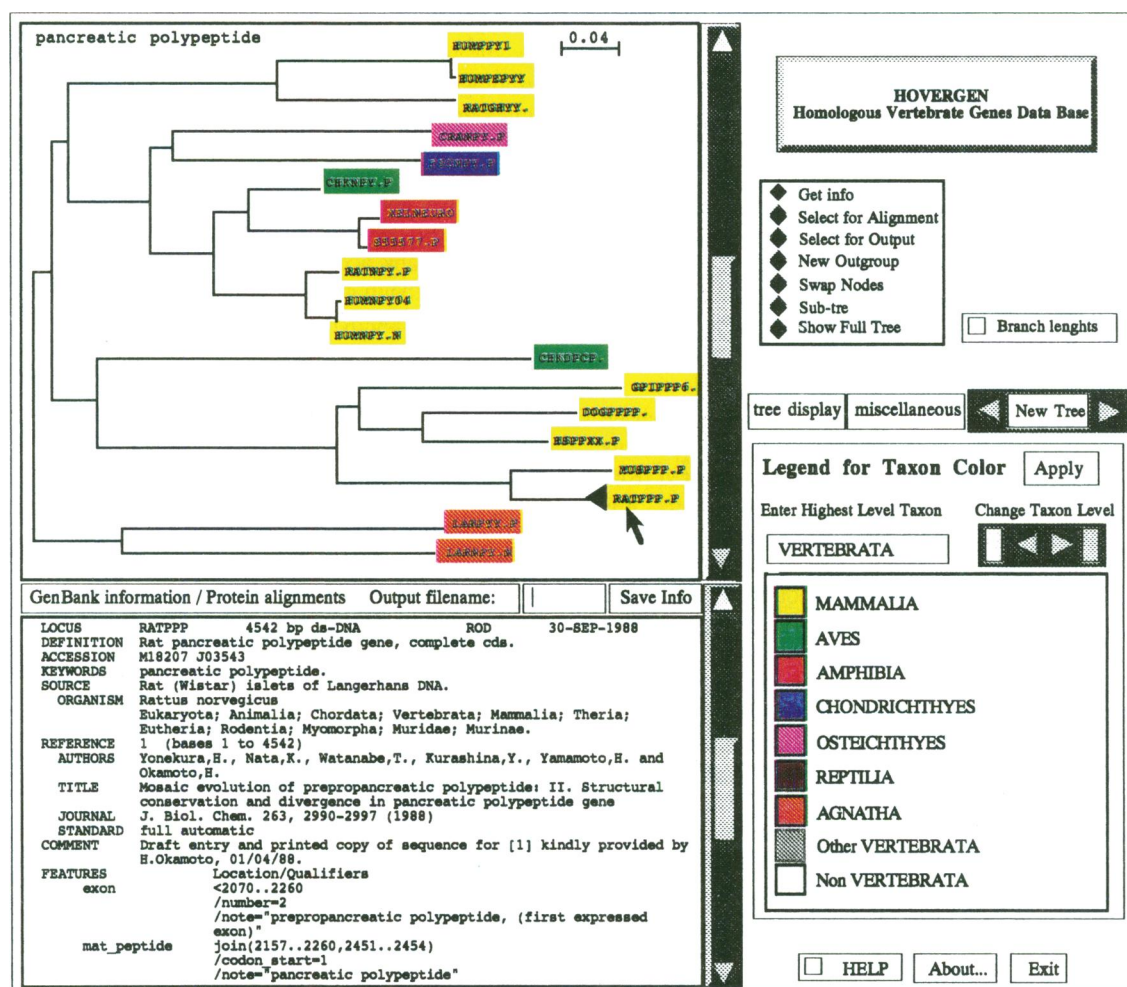 pancreatic polypeptide
0.04
HUMPPY1
HUMPEPYY
RATGHYY.
CHKNPY.P
XELNEURO
RATNPY.P
HUMNPY04
HUMNPY.N
GPIPPP6.
DOGPPPP.
HSPPXX.P
MUSPPP.P
RATPPP.P
HOVERGEN
Homologous Vertebrate Genes Data Base
Get info
Select for Alignment
Select for Output
New Outgroup
Swap Nodes
Sub-tre
Show Full Tree
Branch lenghts
tree display
miscellaneous
New Tree
Legend for Taxon Color
Apply
Enter Highest Level Taxon
Change Taxon Level
VERTEBRATA
MAMMALIA
AVES
AMPHIBIA
CHONDRICHTHYES
OSTEICHTHYES
REPTILIA
AGNATHA
Other VERTEBRATA
Non VERTEBRATA
HELP
About...
Exit
GenBank information / Protein alignments Output filename:
Save Info
LOCUS RATPPP 4542 bp ds-DNA ROD 30-SEP-1988
DEFINITION Rat pancreatic polypeptide gene, complete cds.
ACCESSION M18207 J03543
KEYWORDS pancreatic polypeptide.
SOURCE Rat (Wistar) islets of Langerhans DNA.
ORGANISM Rattus norvegicus
Eukaryota; Animalia; Chordata; Vertebrata; Mammalia; Theria;
Eutheria; Rodentia; Myomorpha; Muridae; Murinae.
REFERENCE 1 (bases 1 to 4542)
AUTHORS Yonekura,H., Nata,K., Watanabe,T., Kurashina,Y., Yamamoto,H. and
Okamoto,H.
TITLE Mosaic evolution of prepropancreatic polypeptide: II. Structural
conservation and divergence in pancreatic polypeptide gene
JOURNAL J. Biol. Chem. 263, 2990-2997 (1988)
STANDARD full automatic
COMMENT Draft entry and printed copy of sequence for [1] kindly provided by
H.Okamoto, 01/04/88.
FEATURES Location/Qualifiers
exon <2070..2260
/number=2
/note="prepropancreatic polypeptide, (first expressed
exon)"
mat_peptide join(2157..2260,2451..2454)
/codon_start=1
/note="pancreatic polypeptide"